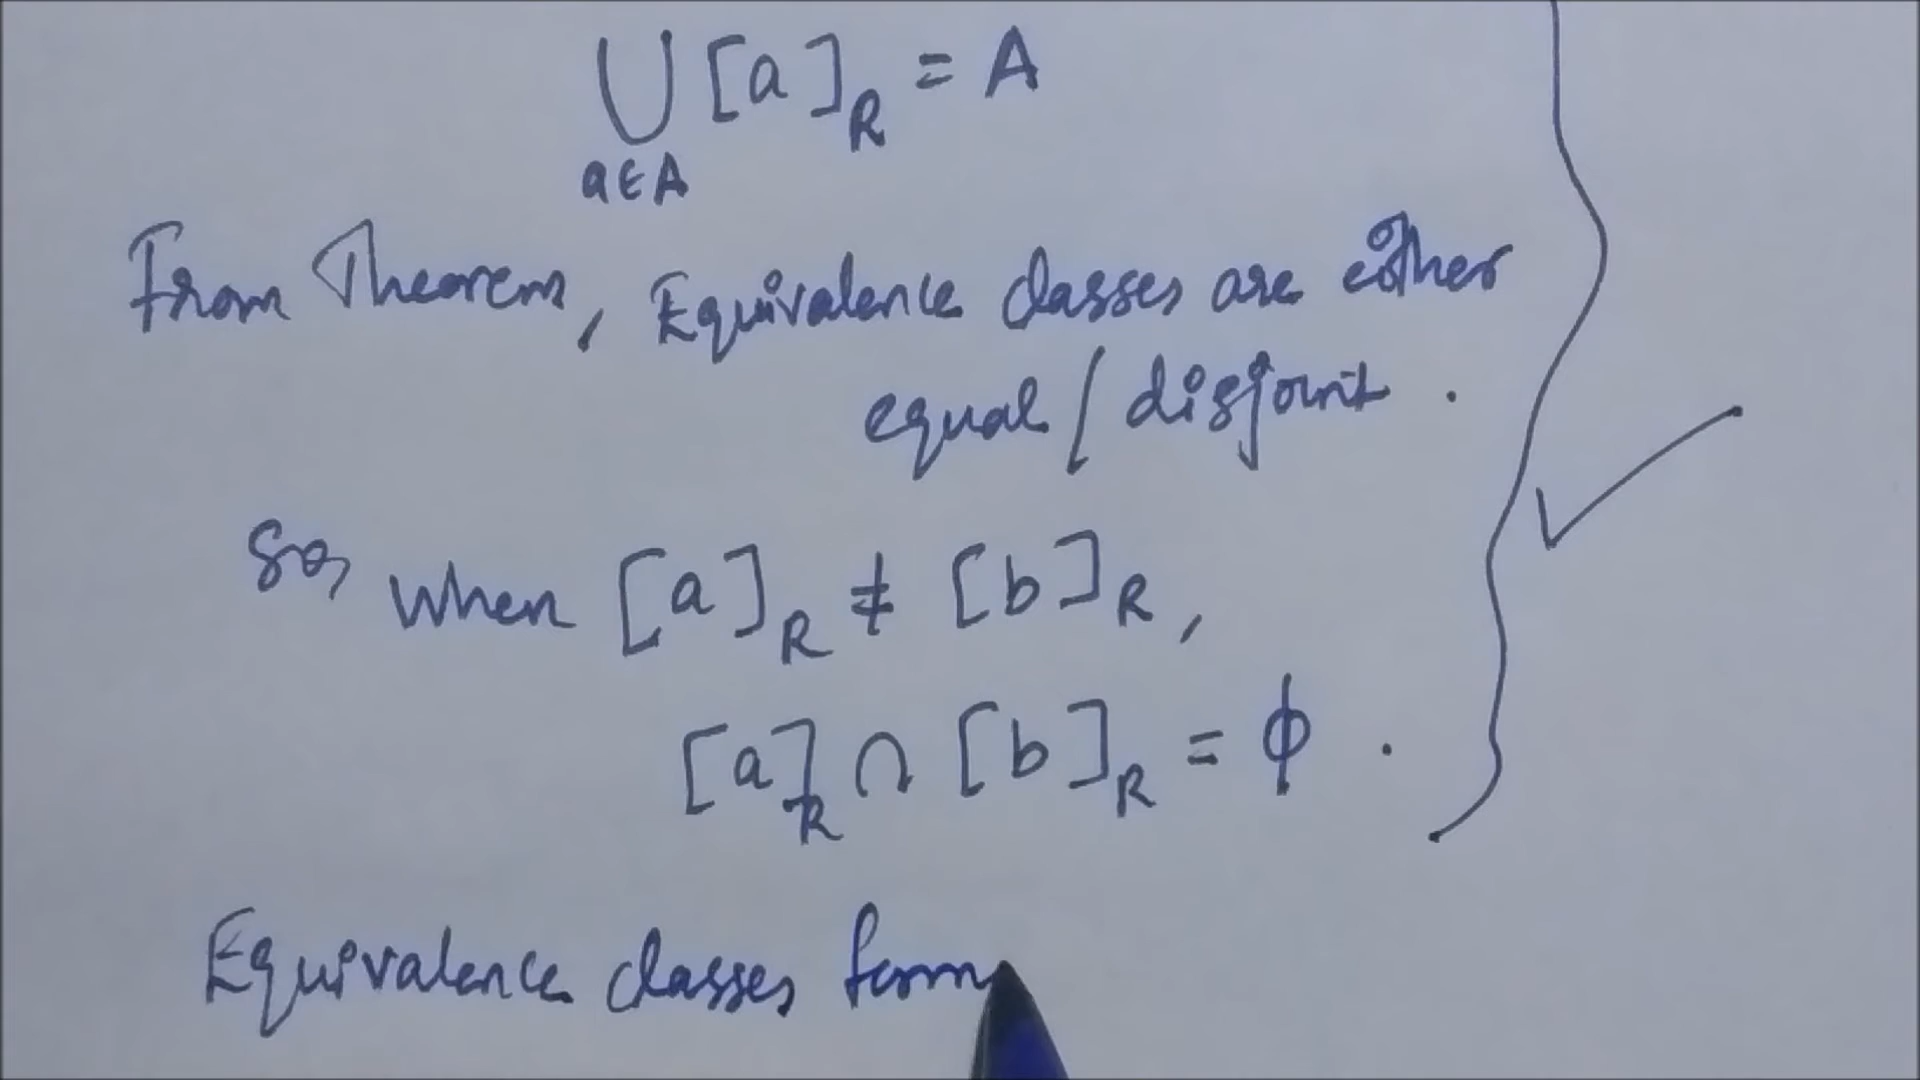 ⋃ [a]_R = A
a∈A
From Theorem, Equivalence classes are either
equal / disjoint .
So, when [a]_R ≠ [b]_R ,
[a]_R ∩ [b]_R = ϕ .
Equivalence classes form